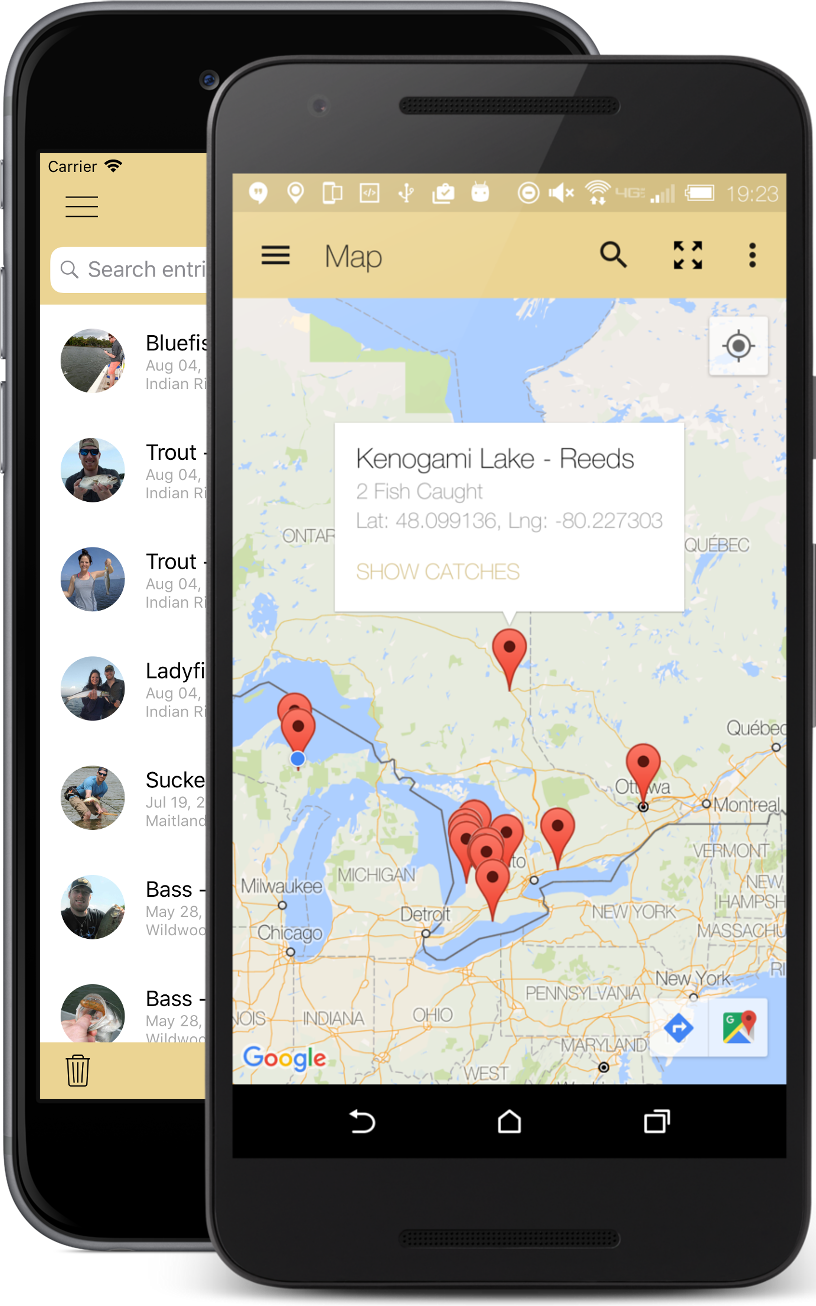 Carrier
Search entri
Bluefis
Aug 04,
Indian Ri
Trout -
Aug 04,
Indian Ri
Trout -
Aug 04,
Indian Ri
Ladyfi
Aug 04,
Indian Ri
Sucke
Jul 19, 2
Maitland
Bass -
May 28,
Wildwoo
Bass -
May 28,
Wildwoo
4G 19:23
Map
Kenogami Lake - Reeds
2 Fish Caught
Lat: 48.099136, Lng: -80.227303
SHOW CATCHES
ONTAR
QUÉBEC
Québec
Ottawa
Montreal
to
VERMONT
MICHIGAN
Milwaukee
NEW
HAMPSH
Detroit
NEW YORK
MASSACHU
Chicago
RI
New York
PENNSYLVANIA
NOIS
INDIANA
OHIO
MARYLAND
Google
G
WEST